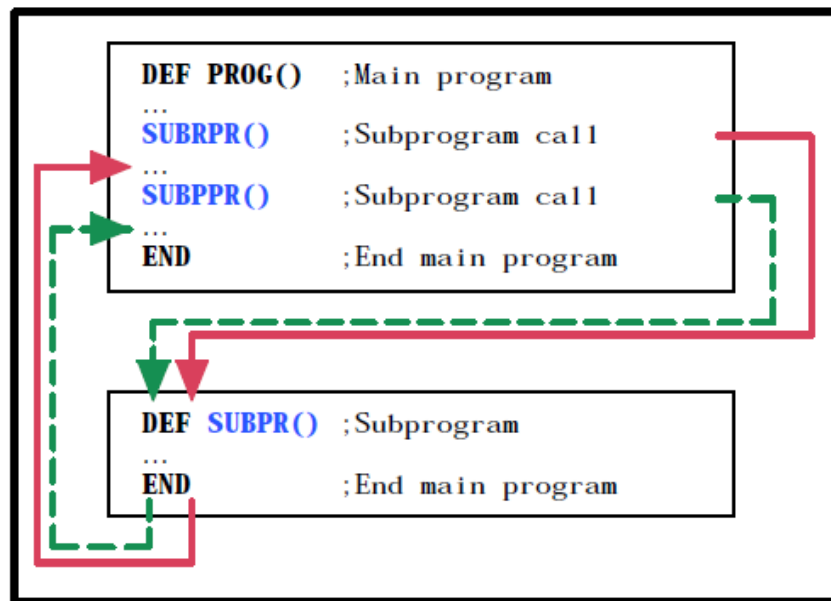 DEF PROG() ;Main program
...
SUBRPR() ;Subprogram call
...
SUBPPR() ;Subprogram call
...
END ;End main program
DEF SUBPR() ;Subprogram
...
END ;End main program